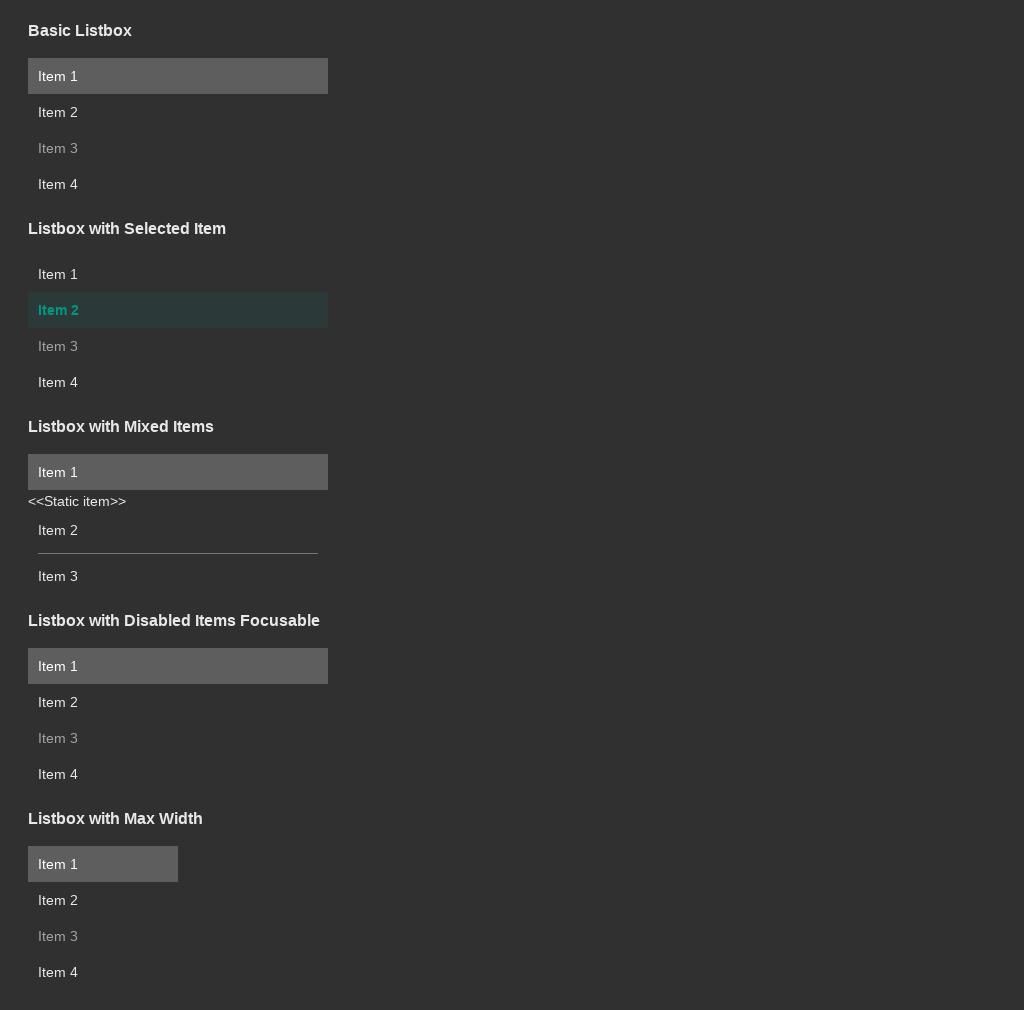 Basic Listbox
Item 1
Item 2
Item 3
Item 4
Listbox with Selected Item
Item 1
Item 2
Item 3
Item 4
Listbox with Mixed Items
Item 1
<<Static item>>
Item 2
Item 3
Listbox with Disabled Items Focusable
Item 1
Item 2
Item 3
Item 4
Listbox with Max Width
Item 1
Item 2
Item 3
Item 4